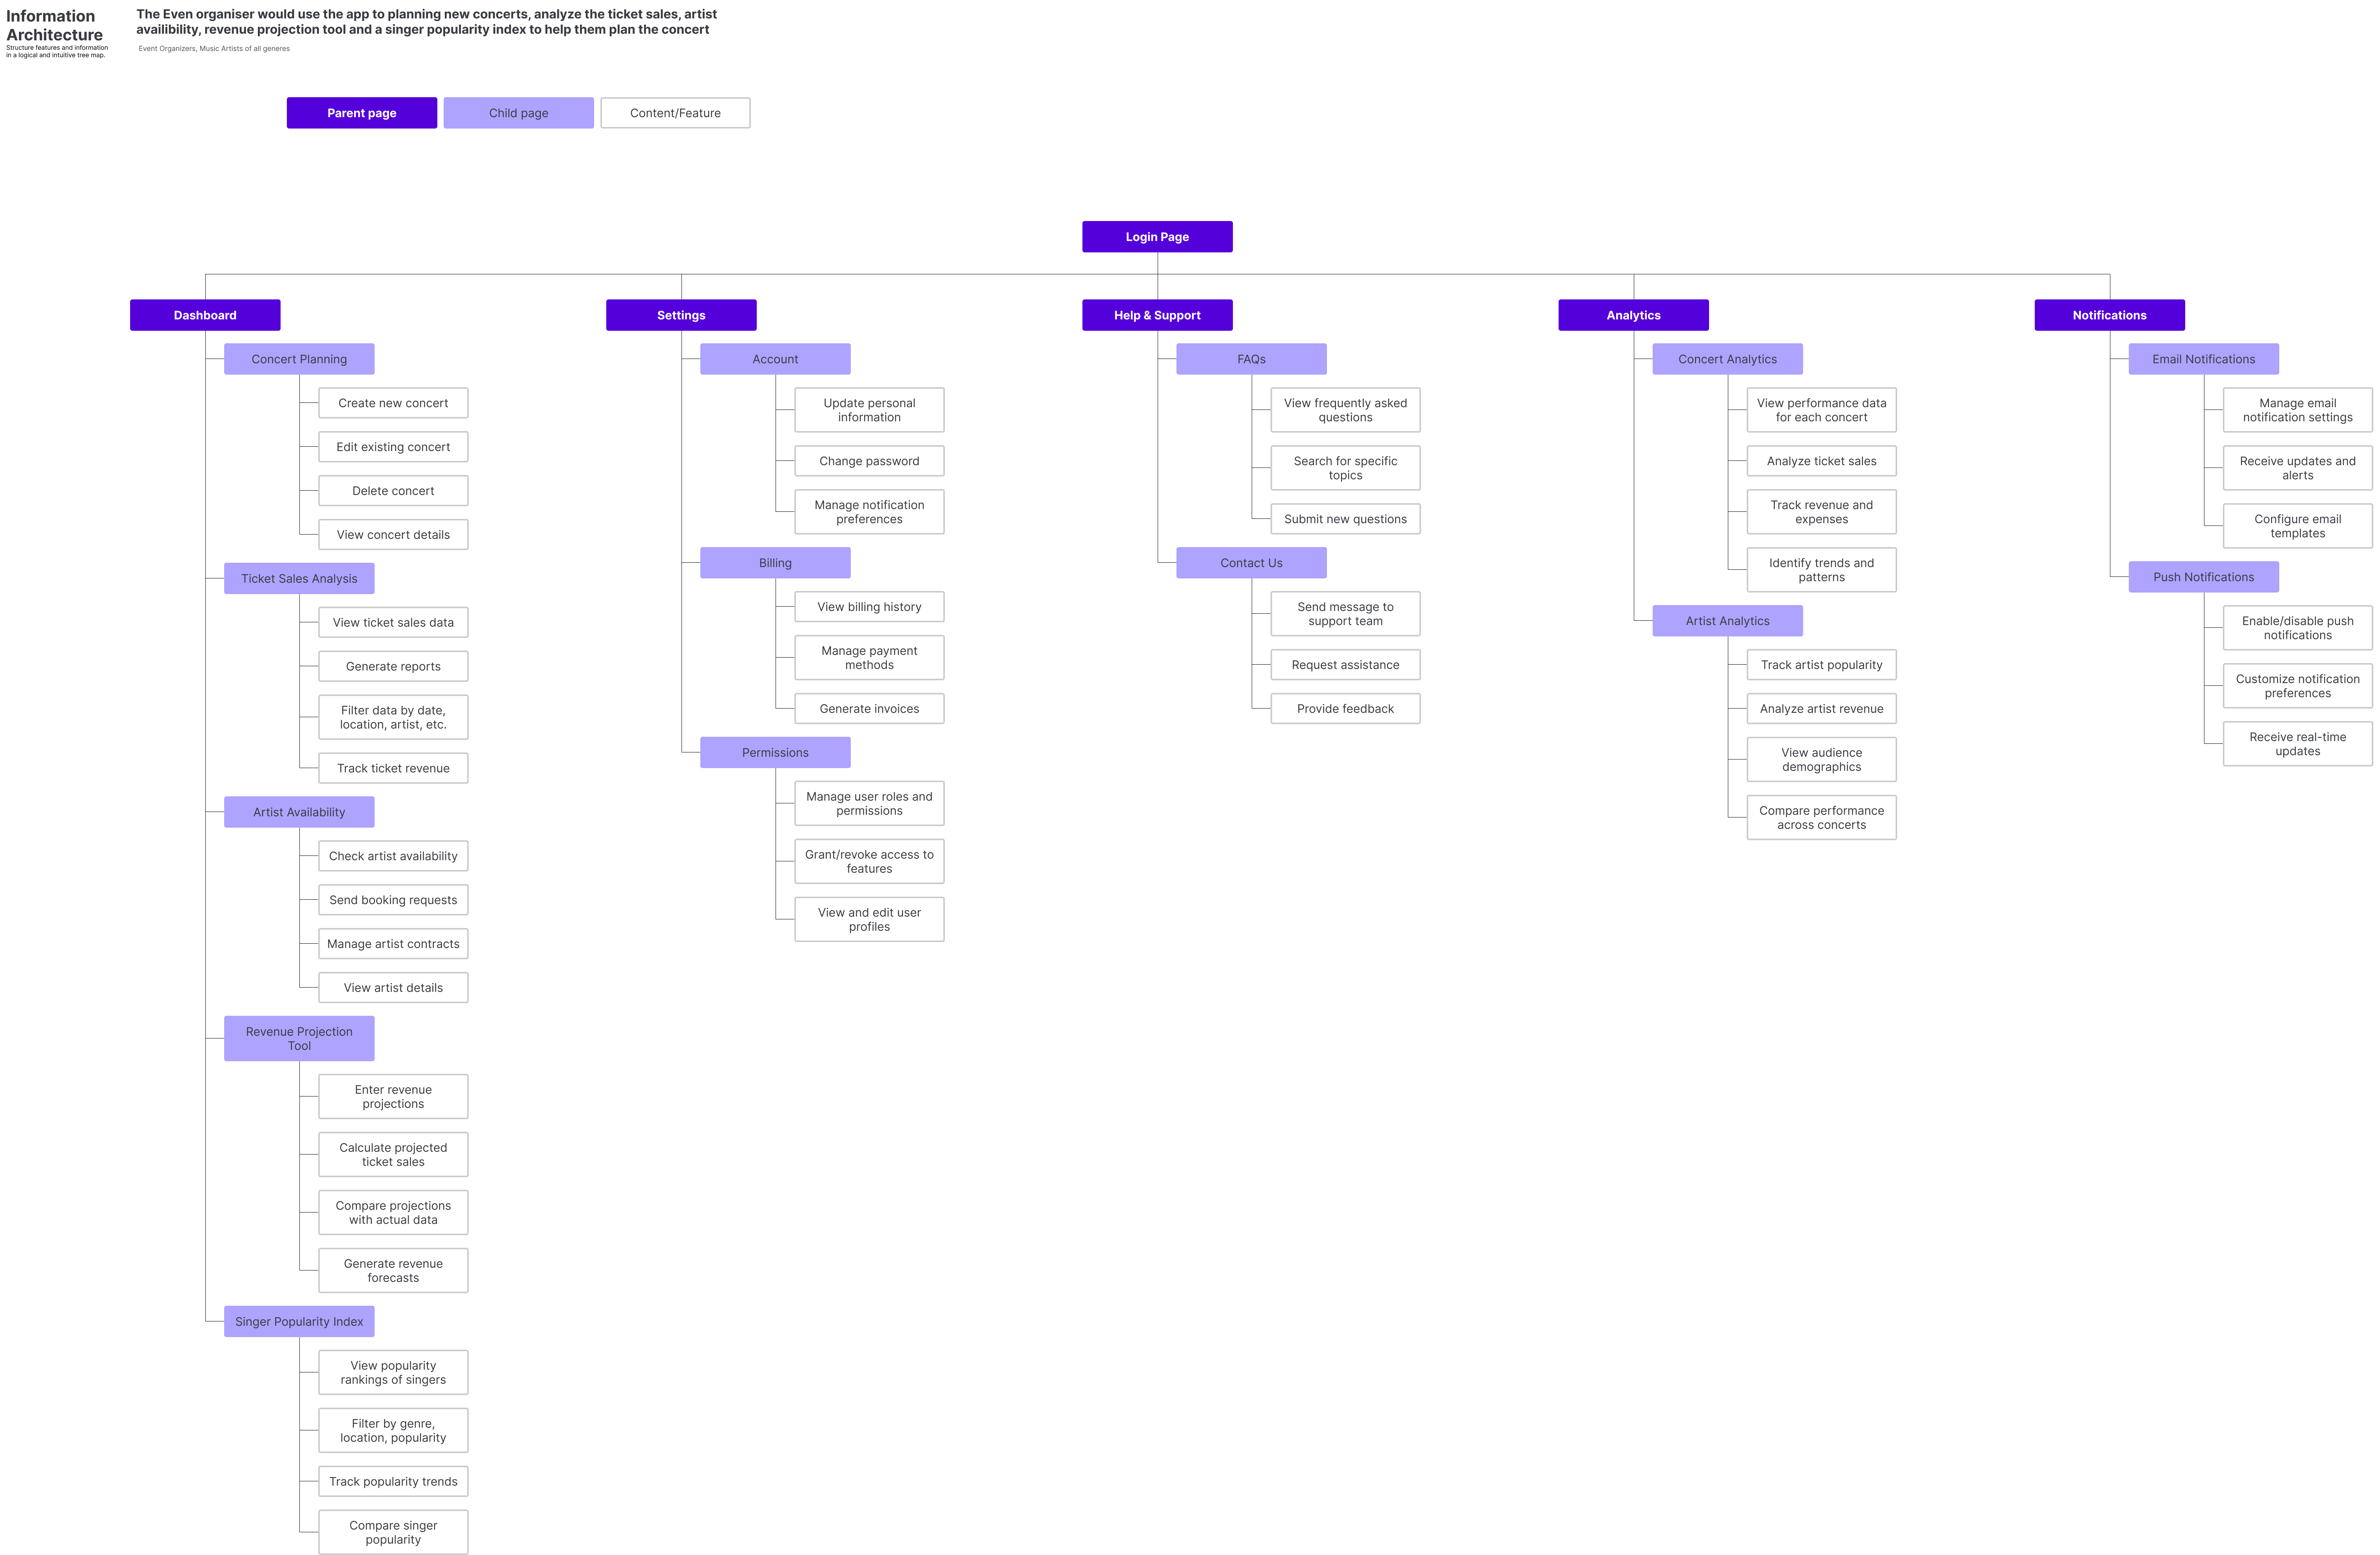 Information
Architecture
Structure features and information
in a logical and intuitive tree map.
The Even organiser would use the app to planning new concerts, analyze the ticket sales, artist
availibility, revenue projection tool and a singer popularity index to help them plan the concert
Event Organizers, Music Artists of all generes
Parent page
Child page
Content/Feature
Login Page
Dashboard
Concert Planning
Create new concert
Edit existing concert
Delete concert
View concert details
Ticket Sales Analysis
View ticket sales data
Generate reports
Filter data by date,
location, artist, etc.
Track ticket revenue
Artist Availability
Check artist availability
Send booking requests
Manage artist contracts
View artist details
Revenue Projection
Tool
Enter revenue
projections
Calculate projected
ticket sales
Compare projections
with actual data
Generate revenue
forecasts
Singer Popularity Index
View popularity
rankings of singers
Filter by genre,
location, popularity
Track popularity trends
Compare singer
popularity
Settings
Account
Update personal
information
Change password
Manage notification
preferences
Billing
View billing history
Manage payment
methods
Generate invoices
Permissions
Manage user roles and
permissions
Grant/revoke access to
features
View and edit user
profiles
Help & Support
FAQs
View frequently asked
questions
Search for specific
topics
Submit new questions
Contact Us
Send message to
support team
Request assistance
Provide feedback
Analytics
Concert Analytics
View performance data
for each concert
Analyze ticket sales
Track revenue and
expenses
Identify trends and
patterns
Artist Analytics
Track artist popularity
Analyze artist revenue
View audience
demographics
Compare performance
across concerts
Notifications
Email Notifications
Manage email
notification settings
Receive updates and
alerts
Configure email
templates
Push Notifications
Enable/disable push
notifications
Customize notification
preferences
Receive real-time
updates